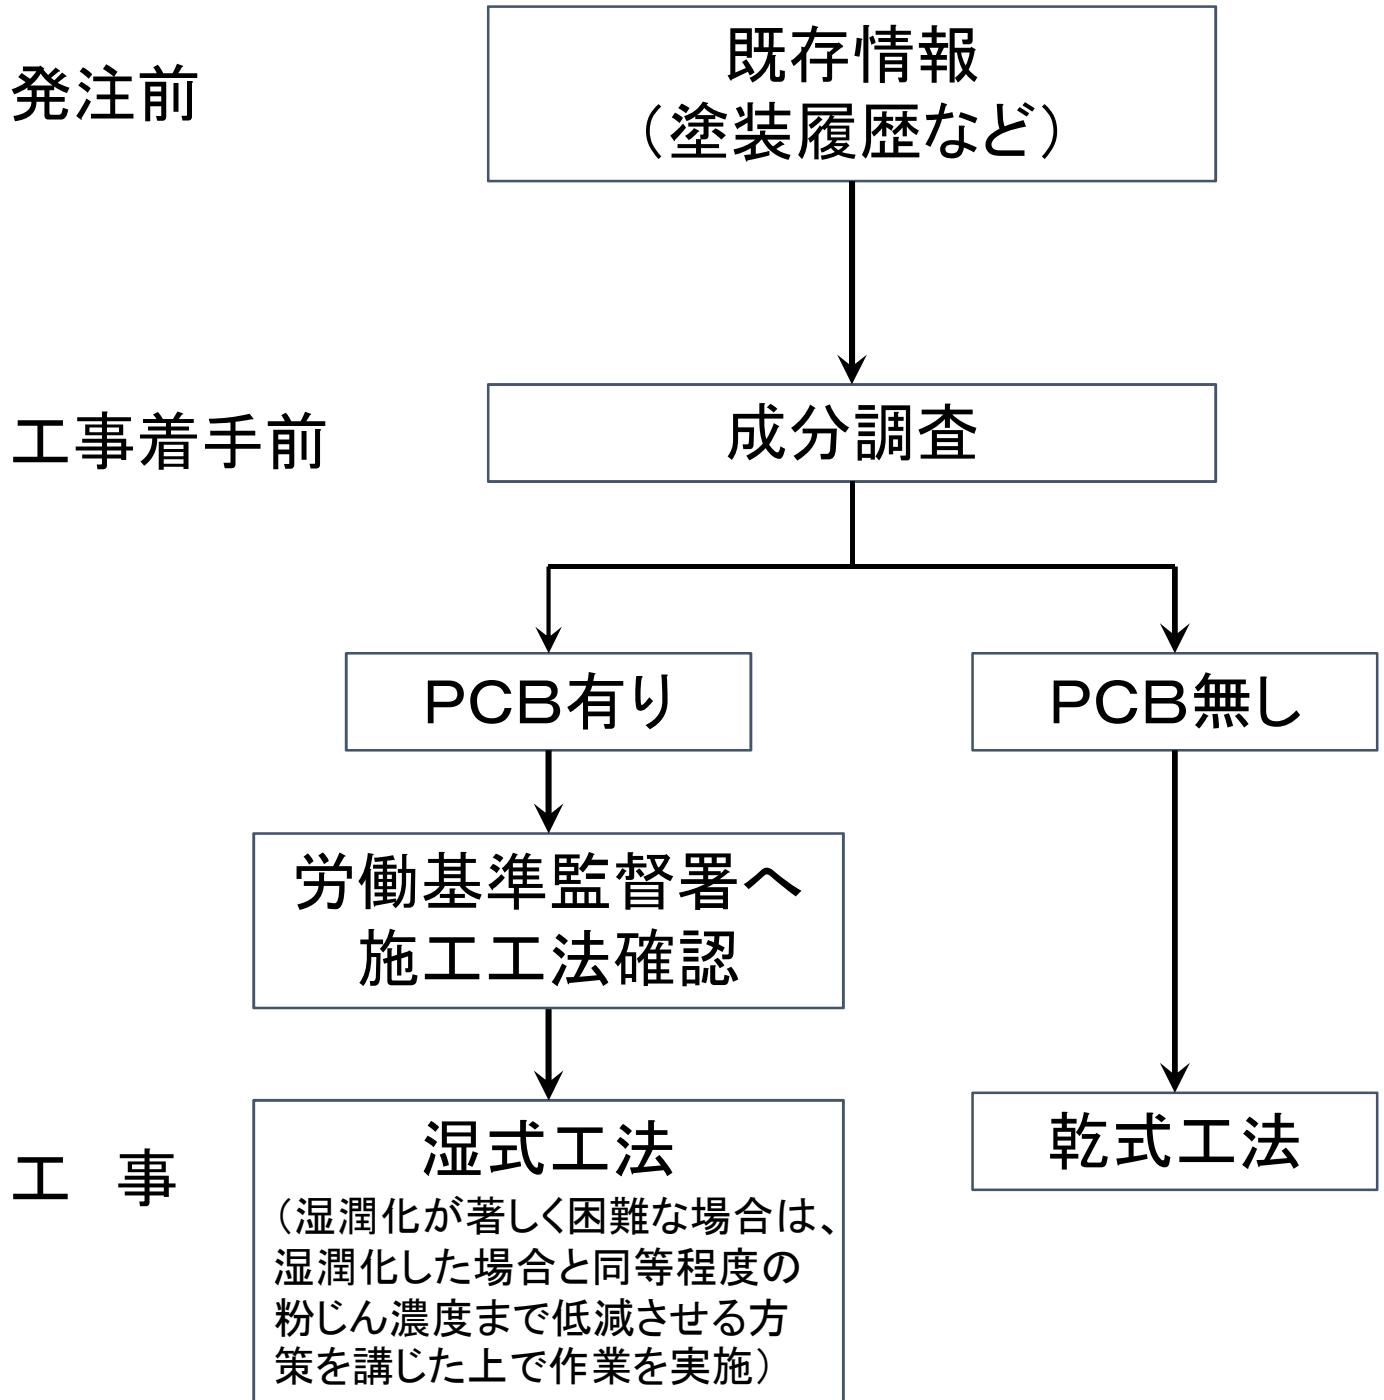 発注前
既存情報
（塗装履歴など）
工事着手前
成分調査
ＰＣＢ有り
ＰＣＢ無し
労働基準監督署へ
施工工法確認
工　事
湿式工法
（湿潤化が著しく困難な場合は、
湿潤化した場合と同等程度の
粉じん濃度まで低減させる方
策を講じた上で作業を実施）
乾式工法